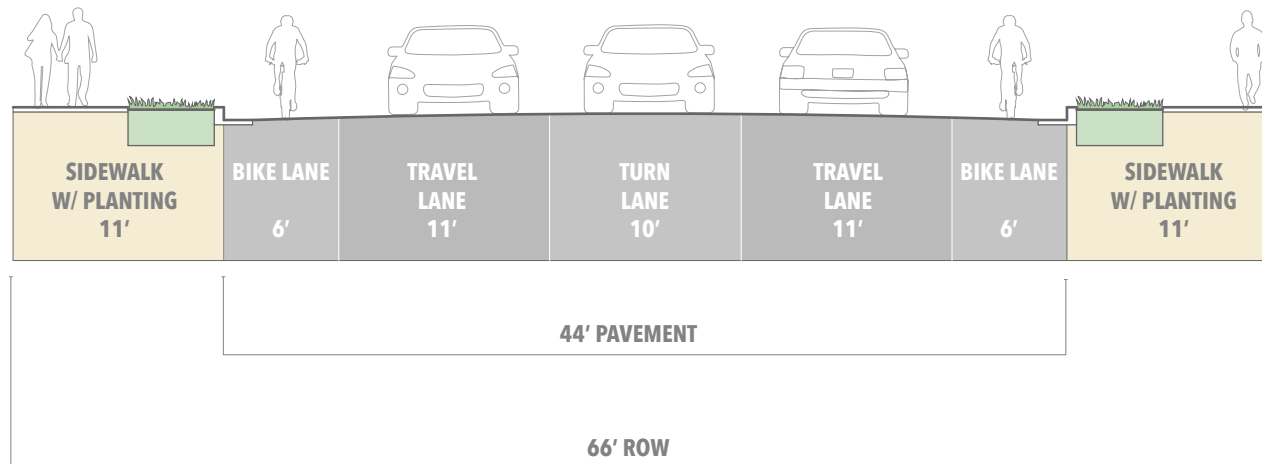 SIDEWALK
W/ PLANTING
11’
BIKE LANE
6’
TRAVEL
LANE
11’
TURN
LANE
10’
TRAVEL
LANE
11’
BIKE LANE
6’
SIDEWALK
W/ PLANTING
11’
44’ PAVEMENT
66’ ROW